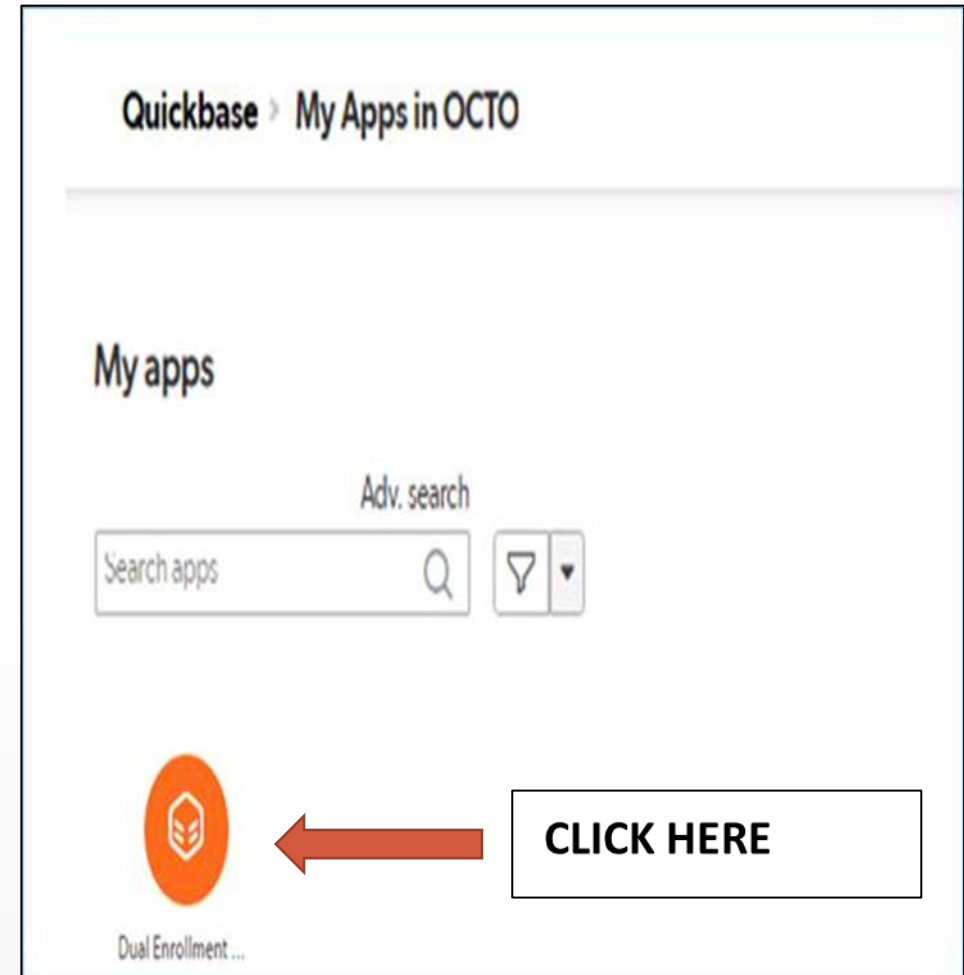 Quickbase > My Apps in OCTO
My apps
Adv. search
Search apps
CLICK HERE
Dual Enrollment ...